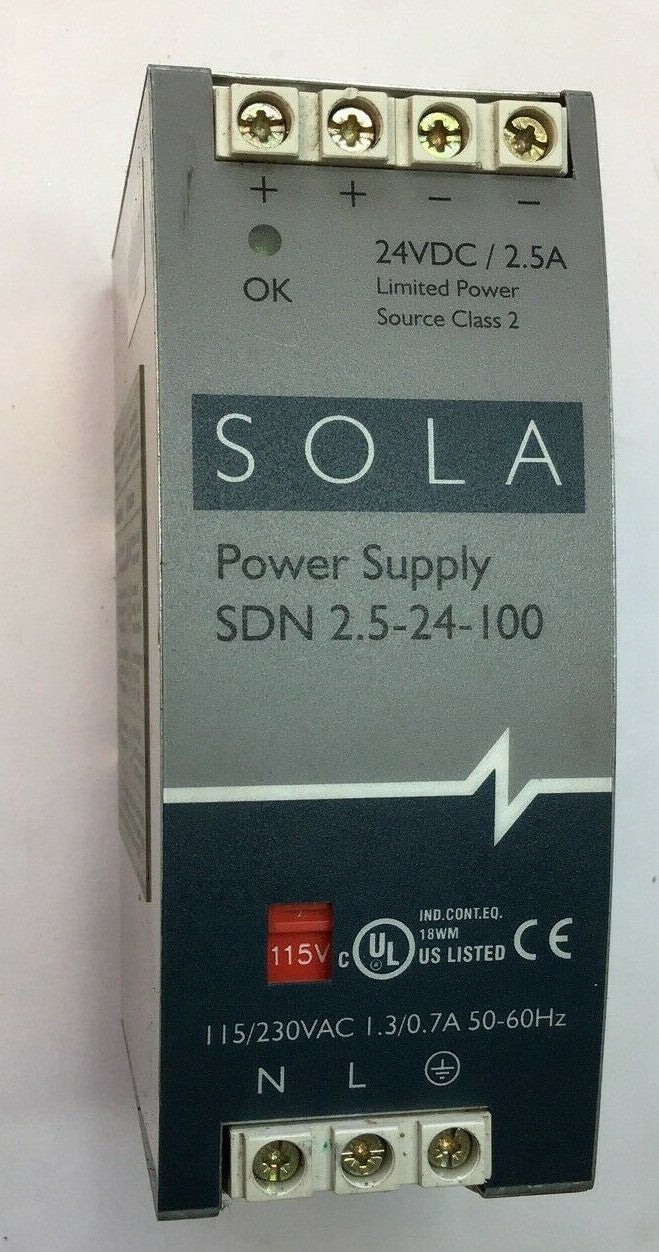 + + − −
OK
24VDC / 2.5A
Limited Power
Source Class 2
SOLA
Power Supply
SDN 2.5-24-100
115V
C UL ®
IND.CONT.EQ.
18WM
US LISTED
CE
115/230VAC 1.3/0.7A 50-60Hz
N L